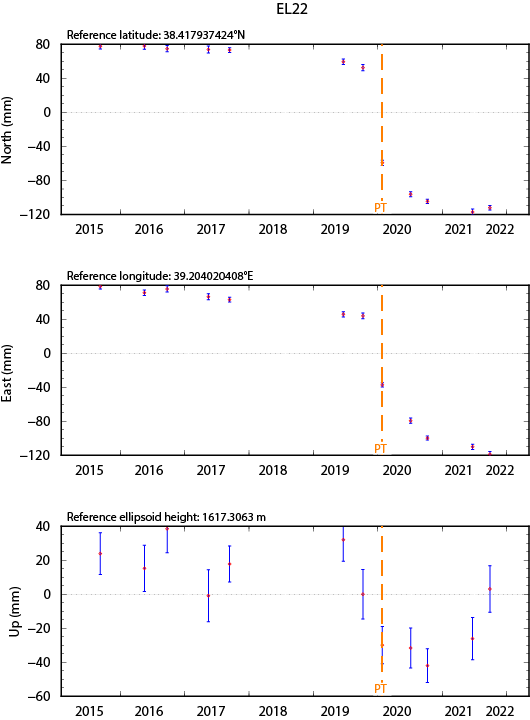 EL22
Reference latitude: 38.417937424°N
80
40
0
−40
−80
−120
North (mm)
PT
2015 2016 2017 2018 2019 2020 2021 2022
Reference longitude: 39.204020408°E
80
40
0
−40
−80
−120
East (mm)
PT
2015 2016 2017 2018 2019 2020 2021 2022
Reference ellipsoid height: 1617.3063 m
40
20
0
−20
−40
−60
Up (mm)
PT
2015 2016 2017 2018 2019 2020 2021 2022